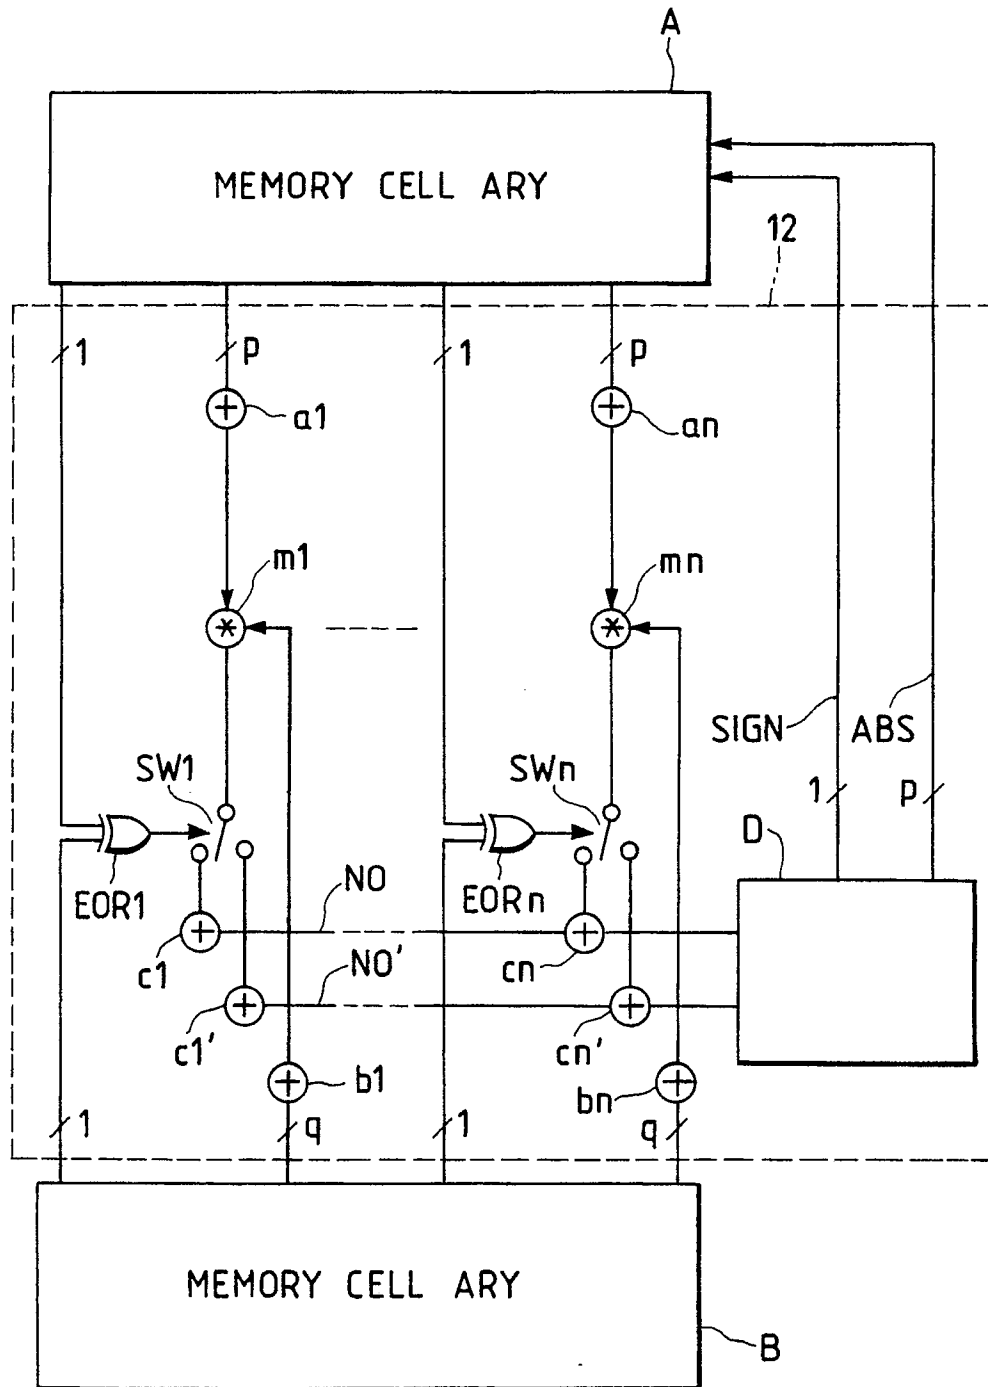 A
MEMORY CELL ARY
12
1
p
1
p
a1
an
m1
mn
SIGN
ABS
SW1
SWn
1
p
D
EOR1
EORn
NO
c1
cn
NO'
c1'
cn'
b1
bn
1
q
1
q
MEMORY CELL ARY
B